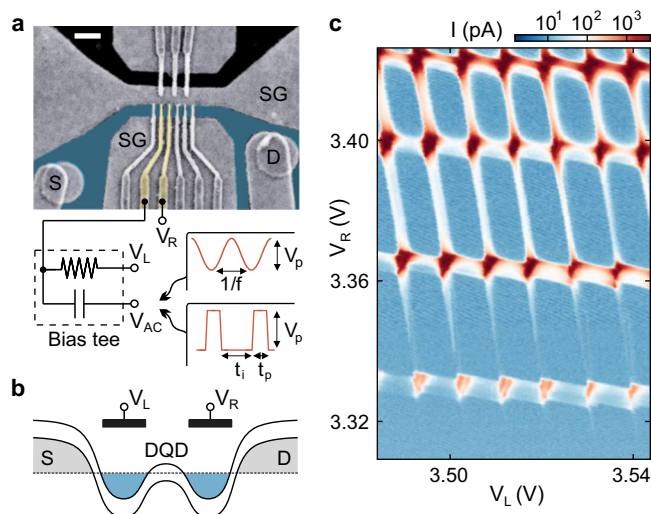 a
SG
SG
S
D
V_R
V_L
V_AC
Bias tee
V_p
1/f
V_p
t_i
t_p
b
V_L
V_R
S
DQD
D
c
I (pA)
10^1
10^2
10^3
V_R (V)
3.40
3.36
3.32
3.50
3.54
V_L (V)